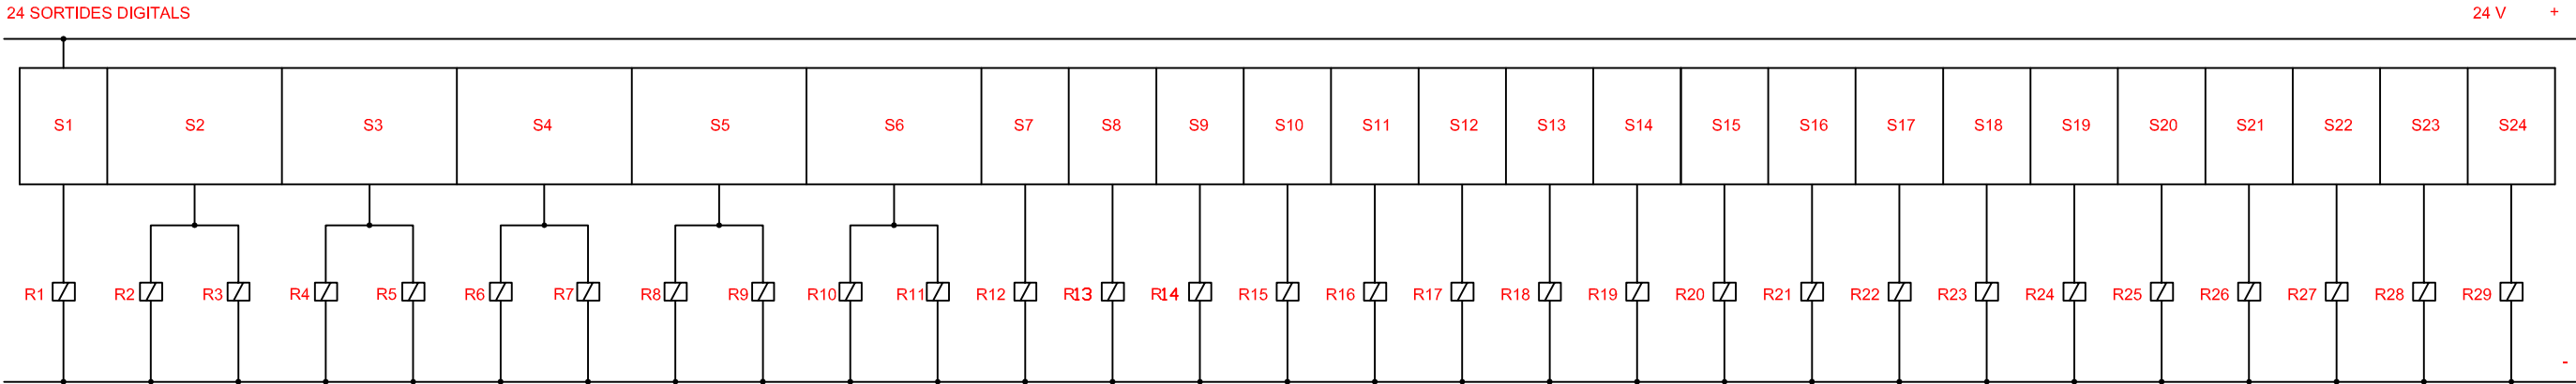 24 SORTIDES DIGITALS
24 V +
S1 S2 S3 S4 S5 S6 S7 S8 S9 S10 S11 S12 S13 S14 S15 S16 S17 S18 S19 S20 S21 S22 S23 S24
R1 R2 R3 R4 R5 R6 R7 R8 R9 R10 R11 R12 R13 R14 R15 R16 R17 R18 R19 R20 R21 R22 R23 R24 R25 R26 R27 R28 R29
-